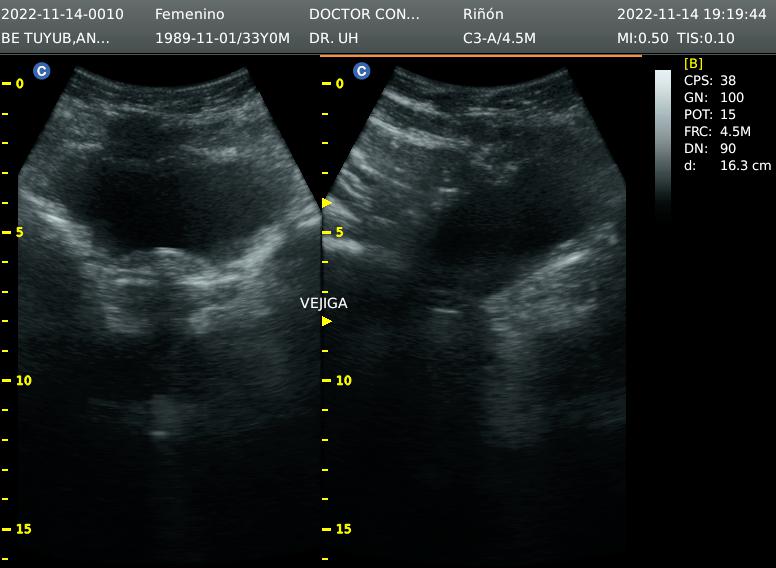 2022-11-14-0010 Femenino DOCTOR CON... Riñón 2022-11-14 19:19:44
BE TUYUB,AN... 1989-11-01/33Y0M DR. UH C3-A/4.5M MI:0.50 TIS:0.10
C C
[B]
CPS: 38
GN: 100
POT: 15
FRC: 4.5M
DN: 90
d: 16.3 cm
0 0
5 5
VEJIGA
10 10
15 15